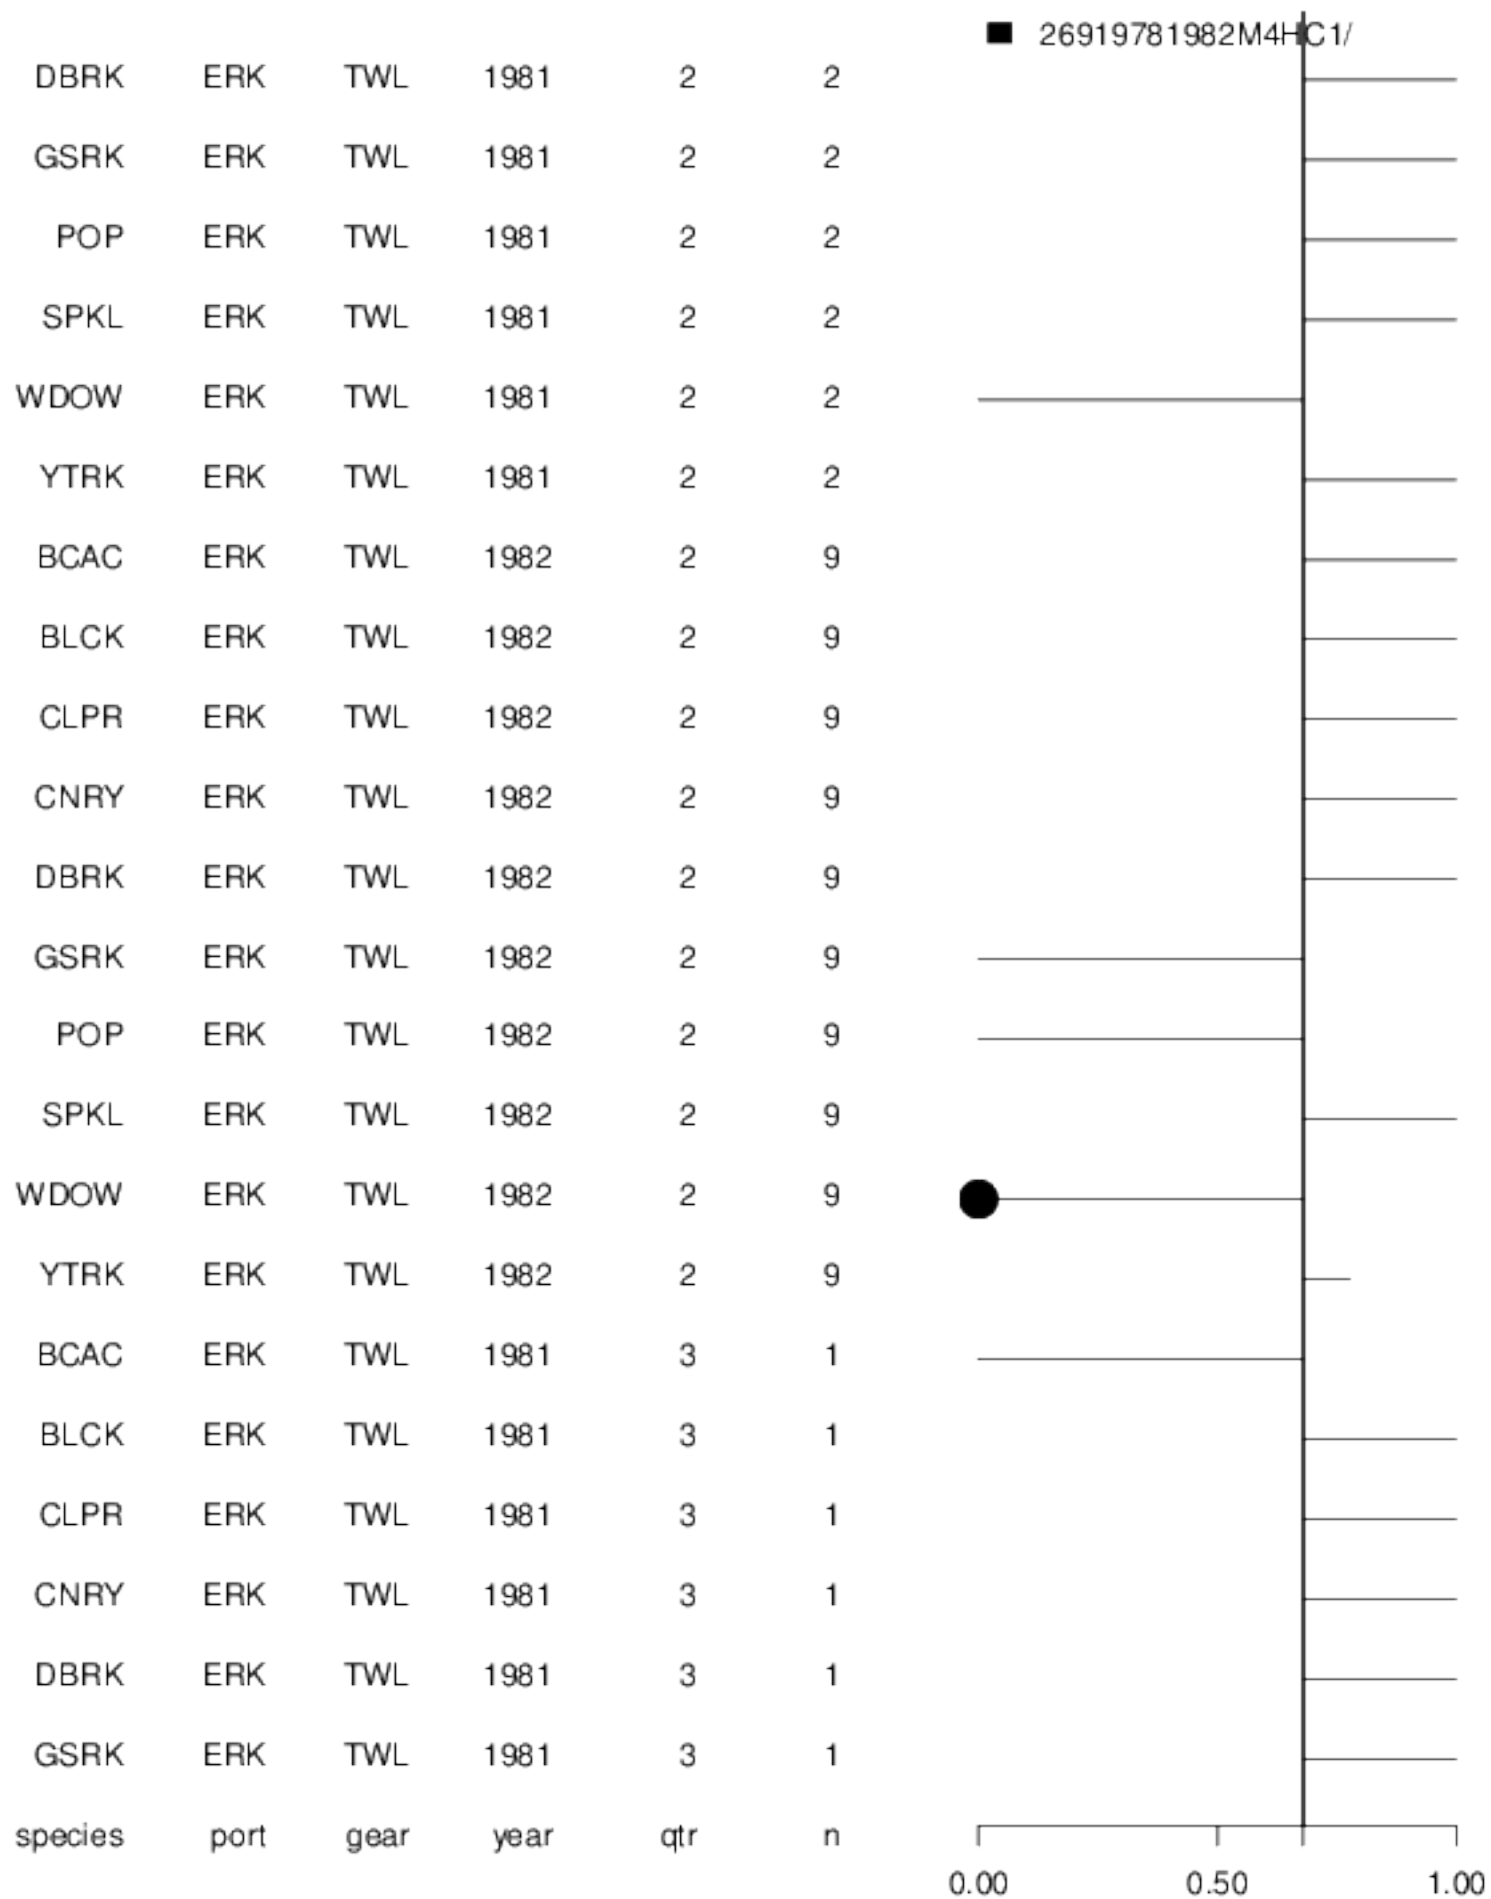 26919781982M4HC1/
DBRK ERK TWL 1981 2 2
GSRK ERK TWL 1981 2 2
POP ERK TWL 1981 2 2
SPKL ERK TWL 1981 2 2
WDOW ERK TWL 1981 2 2
YTRK ERK TWL 1981 2 2
BCAC ERK TWL 1982 2 9
BLCK ERK TWL 1982 2 9
CLPR ERK TWL 1982 2 9
CNRY ERK TWL 1982 2 9
DBRK ERK TWL 1982 2 9
GSRK ERK TWL 1982 2 9
POP ERK TWL 1982 2 9
SPKL ERK TWL 1982 2 9
WDOW ERK TWL 1982 2 9
YTRK ERK TWL 1982 2 9
BCAC ERK TWL 1981 3 1
BLCK ERK TWL 1981 3 1
CLPR ERK TWL 1981 3 1
CNRY ERK TWL 1981 3 1
DBRK ERK TWL 1981 3 1
GSRK ERK TWL 1981 3 1
species port gear year qtr n
0.00 0.50 1.00